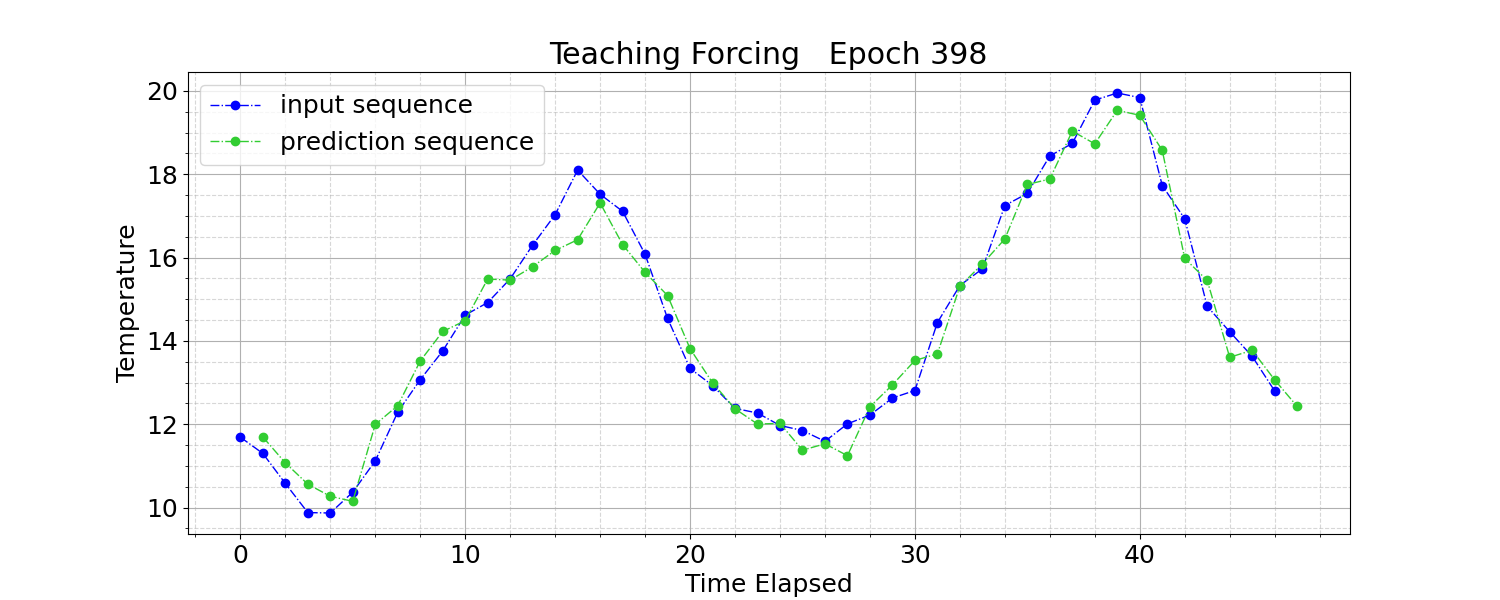 Teaching Forcing   Epoch 398
input sequence
prediction sequence
Temperature
20
18
16
14
12
10
0 10 20 30 40
Time Elapsed